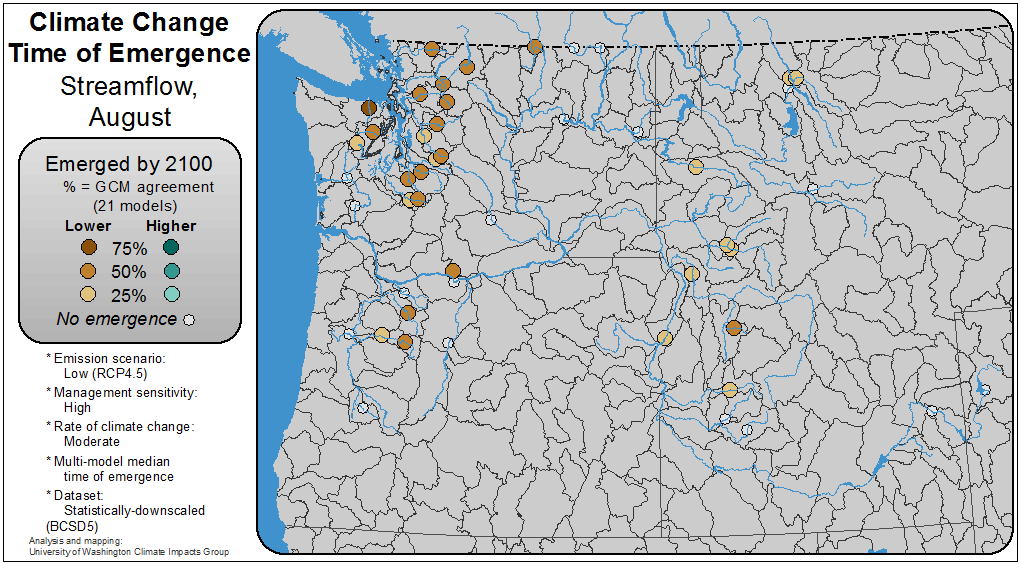 Climate Change
Time of Emergence
Streamflow,
August
Emerged by 2100
% = GCM agreement
(21 models)
Lower Higher
75%
50%
25%
No emergence
* Emission scenario:
Low (RCP4.5)
* Management sensitivity:
High
* Rate of climate change:
Moderate
* Multi-model median
time of emergence
* Dataset:
Statistically-downscaled
(BCSD5)
Analysis and mapping:
University of Washington Climate Impacts Group